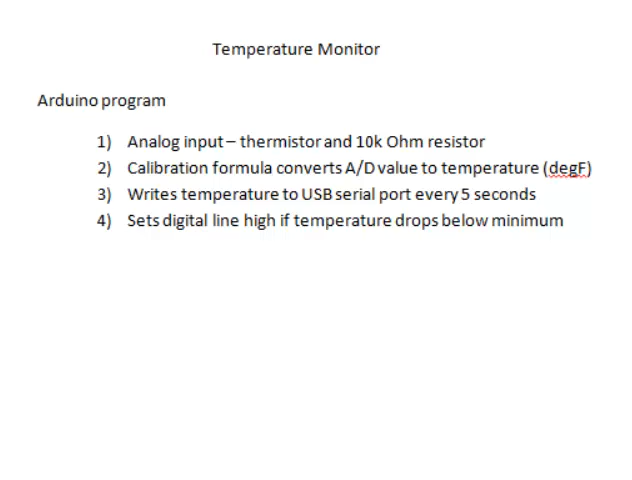 Temperature Monitor
Arduino program
1) Analog input – thermistor and 10k Ohm resistor
2) Calibration formula converts A/D value to temperature (degF)
3) Writes temperature to USB serial port every 5 seconds
4) Sets digital line high if temperature drops below minimum